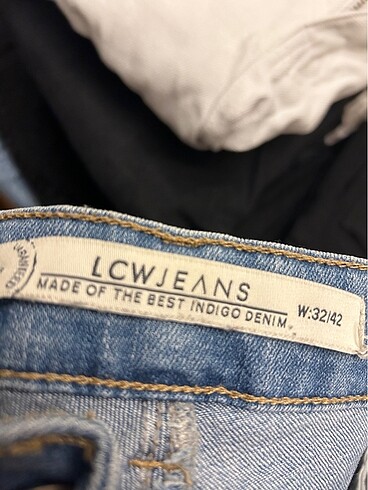 LCWJEANS
MADE OF THE BEST INDIGO DENIM.
W:32/42